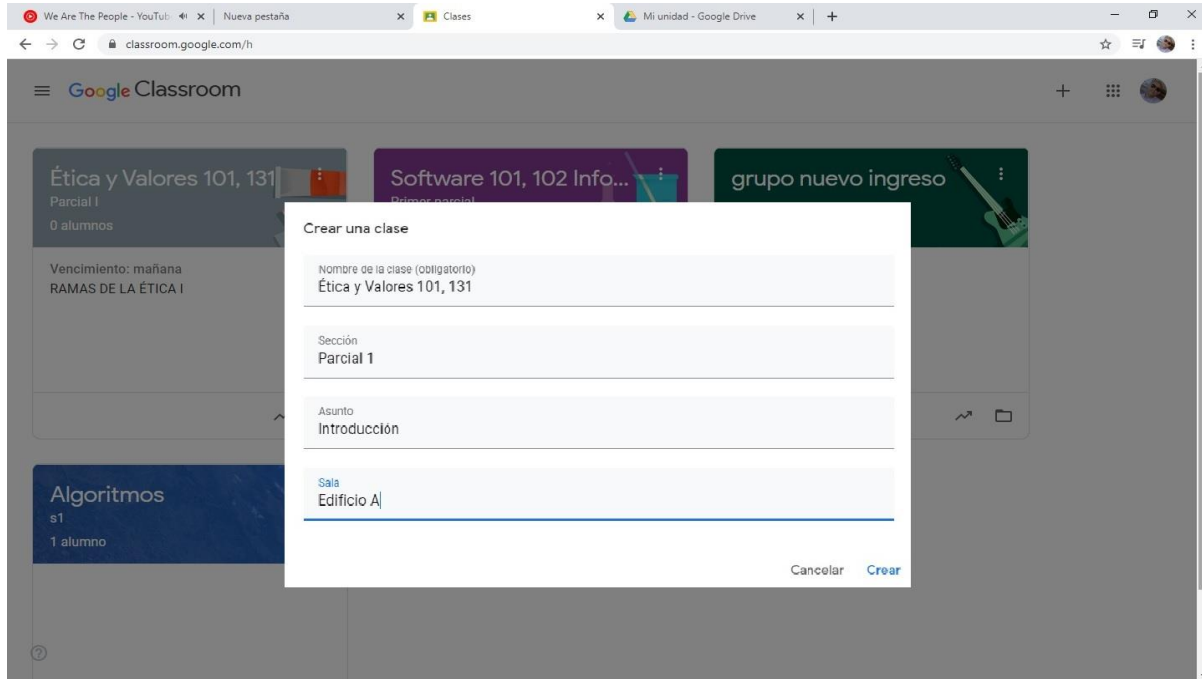 We Are The People - YouTub
Nueva pestaña
Clases
Mi unidad - Google Drive
classroom.google.com/h
Google Classroom
Ética y Valores 101, 131
Parcial I
0 alumnos
Vencimiento: mañana
RAMAS DE LA ÉTICA I
Software 101, 102 Info...
Primer parcial
grupo nuevo ingreso
Crear una clase
Nombre de la clase (obligatorio)
Ética y Valores 101, 131
Sección
Parcial 1
Asunto
Introducción
Sala
Edificio A
Cancelar Crear
Algoritmos
s1
1 alumno